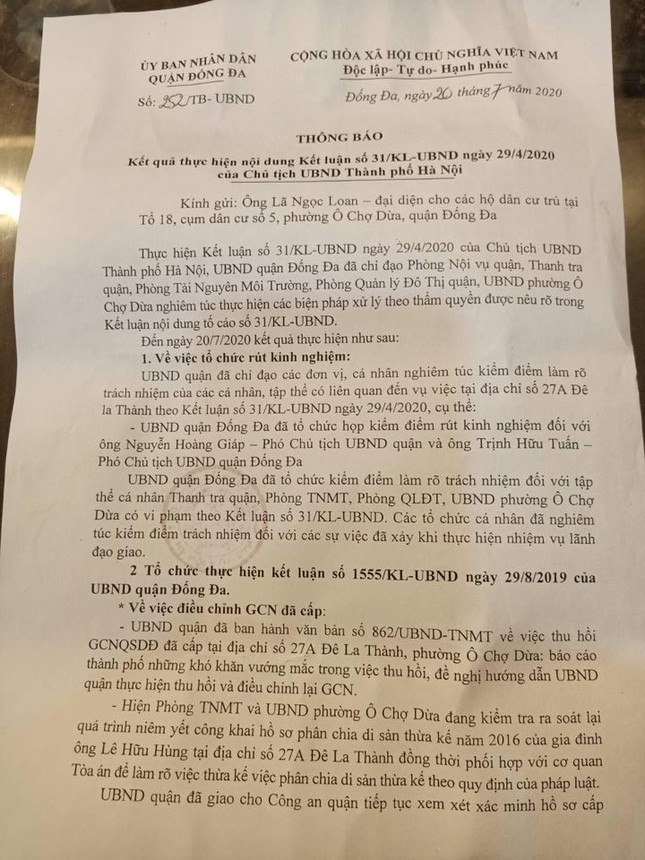 ỦY BAN NHÂN DÂN
QUẬN ĐỐNG ĐA
Số: 252/TB- UBND
CỘNG HÒA XÃ HỘI CHỦ NGHĨA VIỆT NAM
Độc lập- Tự do- Hạnh phúc
Đống Đa, ngày 20 tháng 7 năm 2020
THÔNG BÁO
Kết quả thực hiện nội dung Kết luận số 31/KL-UBND ngày 29/4/2020
của Chủ tịch UBND Thành phố Hà Nội
Kính gửi: Ông Lã Ngọc Loan – đại diện cho các hộ dân cư trú tại
Tổ 18, cụm dân cư số 5, phường Ô Chợ Dừa, quận Đống Đa
Thực hiện Kết luận số 31/KL-UBND ngày 29/4/2020 của Chủ tịch UBND
Thành phố Hà Nội, UBND quận Đống Đa đã chỉ đạo Phòng Nội vụ quận, Thanh tra
quận, Phòng Tài Nguyên Môi Trường, Phòng Quản lý Đô Thị quận, UBND phường Ô
Chợ Dừa nghiêm túc thực hiện các biện pháp xử lý theo thẩm quyền được nêu rõ trong
Kết luận nội dung tố cáo số 31/KL-UBND.
Đến ngày 20/7/2020 kết quả thực hiện như sau:
1. Về việc tổ chức rút kinh nghiệm:
UBND quận đã chỉ đạo các đơn vị, cá nhân nghiêm túc kiểm điểm làm rõ
trách nhiệm của các cá nhân, tập thể có liên quan đến vụ việc tại địa chỉ số 27A Đê
la Thành theo Kết luận số 31/KL-UBND ngày 29/4/2020, cụ thể:
- UBND quận Đống Đa đã tổ chức họp kiểm điểm rút kinh nghiệm đối với
ông Nguyễn Hoàng Giáp – Phó Chủ tịch UBND quận và ông Trịnh Hữu Tuấn –
Phó Chủ tịch UBND quận Đống Đa
UBND quận Đống Đa đã tổ chức kiểm điểm làm rõ trách nhiệm đối với tập
thể cá nhân Thanh tra quận, Phòng TNMT, Phòng QLĐT, UBND phường Ô Chợ
Dừa có vi phạm theo Kết luận số 31/KL-UBND. Các tổ chức cá nhân đã nghiêm
túc kiểm điểm trách nhiệm đối với các sự việc đã xảy khi thực hiện nhiệm vụ lãnh
đạo giao.
2 Tổ chức thực hiện kết luận số 1555/KL-UBND ngày 29/8/2019 của
UBND quận Đống Đa.
* Về việc điều chỉnh GCN đã cấp:
- UBND quận đã ban hành văn bản số 862/UBND-TNMT về việc thu hồi
GCNQSDĐ đã cấp tại địa chỉ số 27A Đê La Thành, phường Ô Chợ Dừa: báo cáo
thành phố những khó khăn vướng mắc trong việc thu hồi, đề nghị hướng dẫn UBND
quận thực hiện thu hồi và điều chỉnh lại GCN.
- Hiện Phòng TNMT và UBND phường Ô Chợ Dừa đang kiểm tra ra soát lại
quá trình niêm yết công khai hồ sơ phân chia di sản thừa kế năm 2016 của gia đình
ông Lê Hữu Hùng tại địa chỉ số 27A Đê La Thành đồng thời phối hợp với cơ quan
Tòa án để làm rõ việc thừa kế việc phân chia di sản thừa kế theo quy định của pháp luật.
UBND quận đã giao cho Công an quận tiếp tục xem xét xác minh hồ sơ cấp